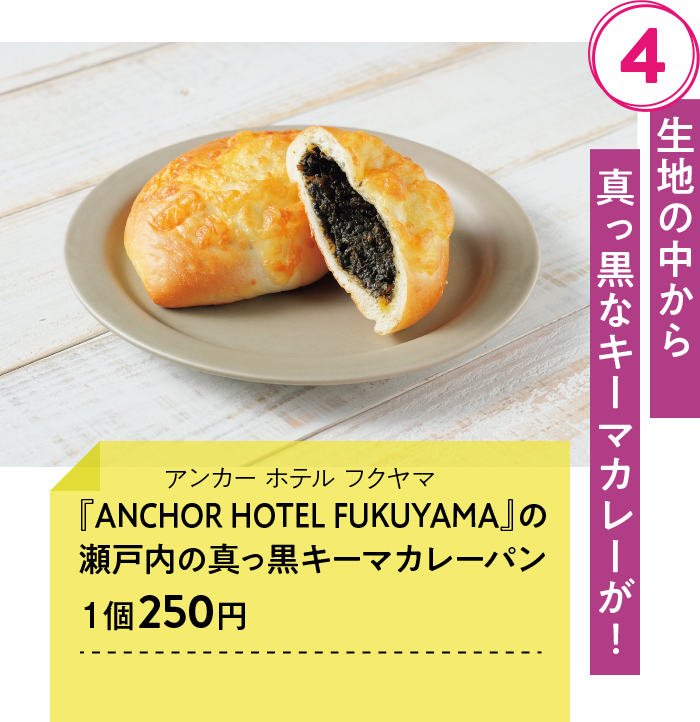 4
生地の中から
真っ黒なキーマカレーが！
アンカー ホテル フクヤマ
『ANCHOR HOTEL FUKUYAMA』の
瀬戸内の真っ黒キーマカレーパン
1個250円